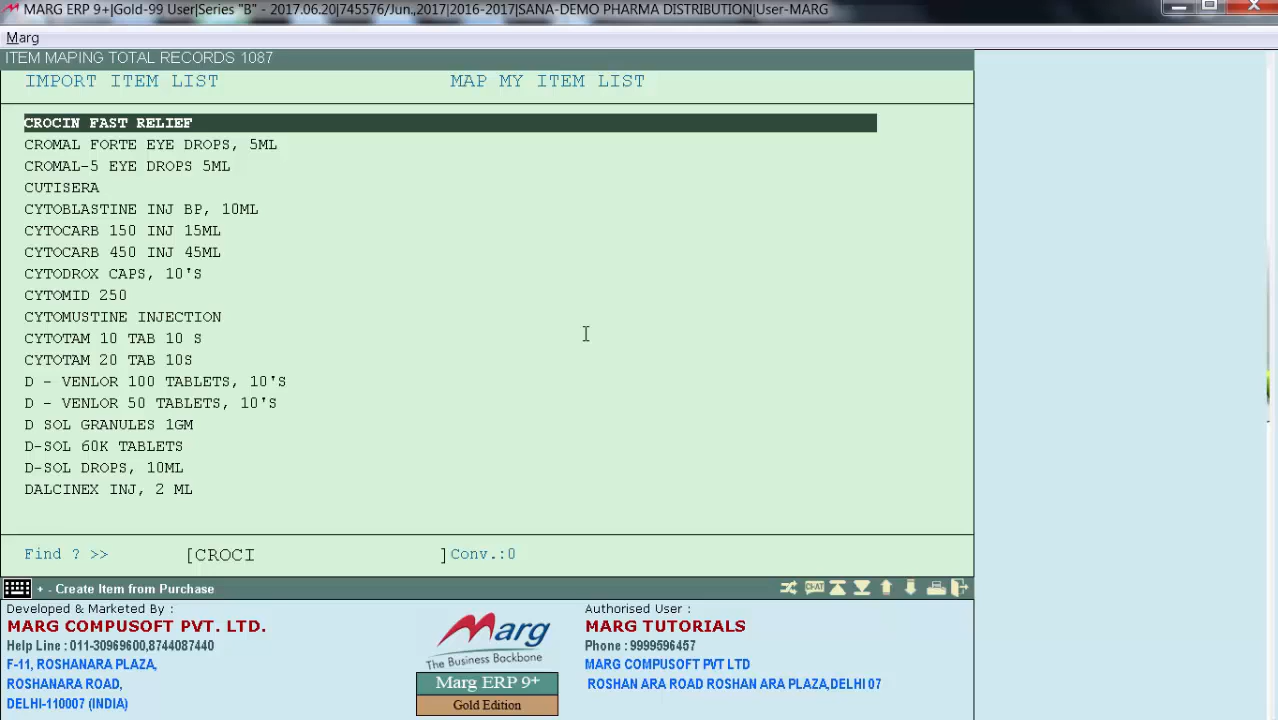 MARG ERP 9+|Gold-99 User|Series "B" - 2017.06.20|745576/Jun.,2017|2016-2017|SANA-DEMO PHARMA DISTRIBUTION|User-MARG
Marg
ITEM MAPING TOTAL RECORDS 1087
IMPORT ITEM LIST MAP MY ITEM LIST
CROCIN FAST RELIEF
CROMAL FORTE EYE DROPS, 5ML
CROMAL-5 EYE DROPS 5ML
CUTISERA
CYTOBLASTINE INJ BP, 10ML
CYTOCARB 150 INJ 15ML
CYTOCARB 450 INJ 45ML
CYTODROX CAPS, 10'S
CYTOMID 250
CYTOMUSTINE INJECTION
CYTOTAM 10 TAB 10 S
CYTOTAM 20 TAB 10S
D - VENLOR 100 TABLETS, 10'S
D - VENLOR 50 TABLETS, 10'S
D SOL GRANULES 1GM
D-SOL 60K TABLETS
D-SOL DROPS, 10ML
DALCINEX INJ, 2 ML
Find ? >> [CROCI ]Conv.:0
+ - Create Item from Purchase CHAT
Developed & Marketed By :
MARG COMPUSOFT PVT. LTD.
Help Line : 011-30969600,8744087440
F-11, ROSHANARA PLAZA,
ROSHANARA ROAD,
DELHI-110007 (INDIA)
Marg
The Business Backbone
Marg ERP 9+
Gold Edition
Authorised User :
MARG TUTORIALS
Phone : 9999596457
MARG COMPUSOFT PVT LTD
ROSHAN ARA ROAD ROSHAN ARA PLAZA,DELHI 07